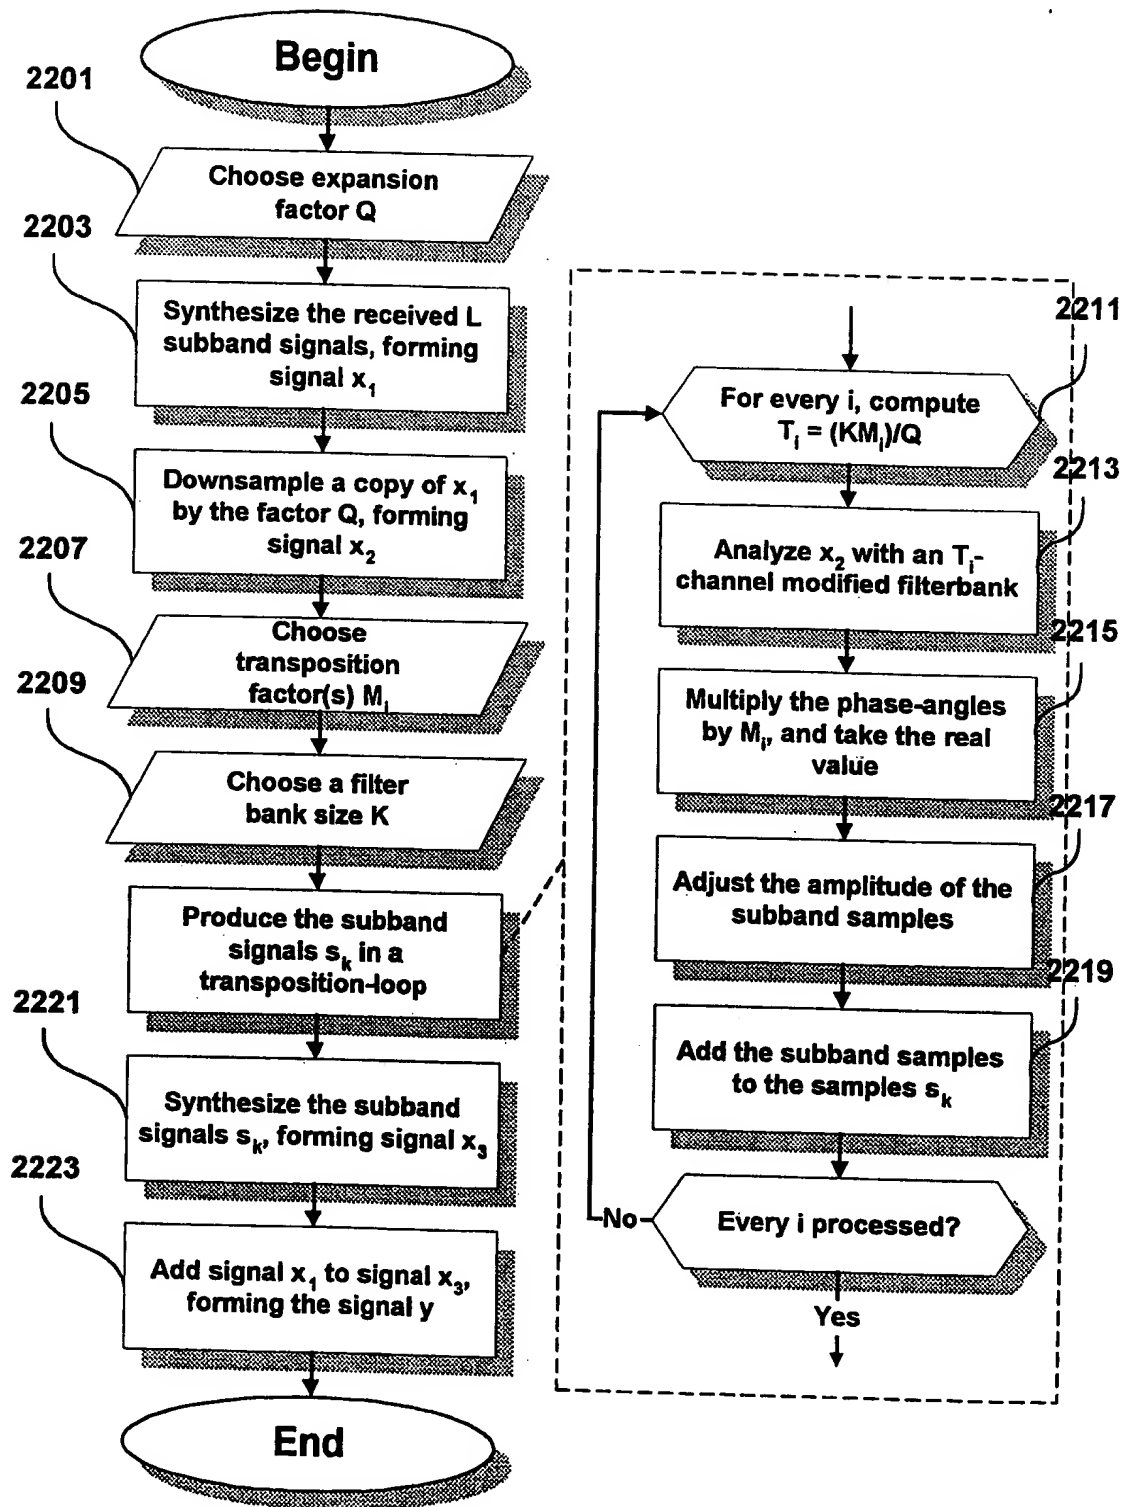 Begin
2201
Choose expansion
factor Q
2203
Synthesize the received L
subband signals, forming
signal x₁
2205
Downsample a copy of x₁
by the factor Q, forming
signal x₂
2207
Choose
transposition
factor(s) Mᵢ
2209
Choose a filter
bank size K
Produce the subband
signals sₖ in a
transposition-loop
2221
Synthesize the subband
signals sₖ, forming signal x₃
2223
Add signal x₁ to signal x₃,
forming the signal y
End
2211
For every i, compute
Tᵢ = (KMᵢ)/Q
2213
Analyze x₂ with an Tᵢ-
channel modified filterbank
2215
Multiply the phase-angles
by Mᵢ, and take the real
value
2217
Adjust the amplitude of the
subband samples
2219
Add the subband samples
to the samples sₖ
Every i processed?
No
Yes